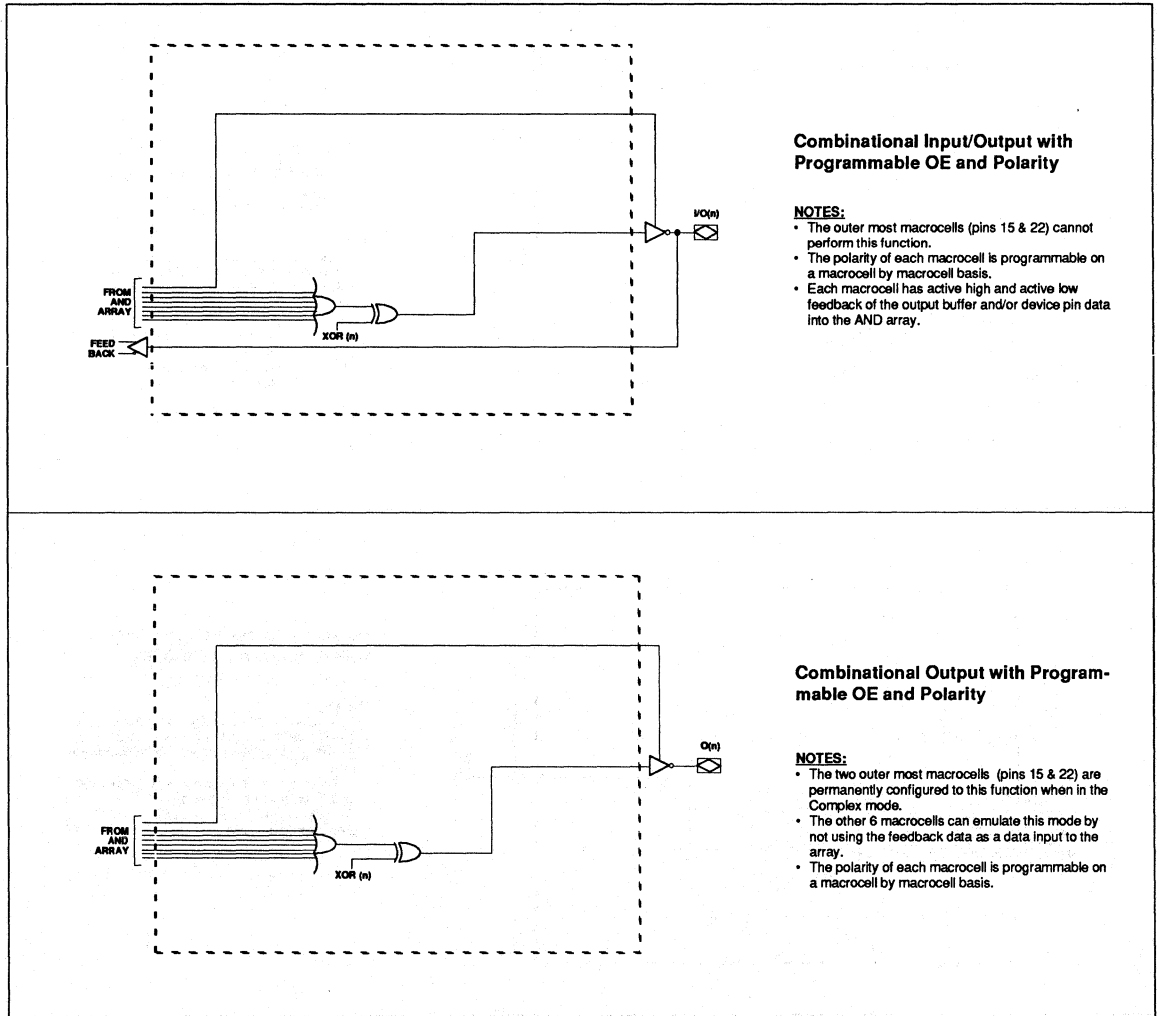 Combinational Input/Output with
Programmable OE and Polarity
NOTES:
• The outer most macrocells (pins 15 & 22) cannot
perform this function.
• The polarity of each macrocell is programmable on
a macrocell by macrocell basis.
• Each macrocell has active high and active low
feedback of the output buffer and/or device pin data
into the AND array.
I/O(n)
FROM
AND
ARRAY
XOR (n)
FEED
BACK
Combinational Output with Program-
mable OE and Polarity
NOTES:
• The two outer most macrocells (pins 15 & 22) are
permanently configured to this function when in the
Complex mode.
• The other 6 macrocells can emulate this mode by
not using the feedback data as a data input to the
array.
• The polarity of each macrocell is programmable on
a macrocell by macrocell basis.
O(n)
FROM
AND
ARRAY
XOR (n)